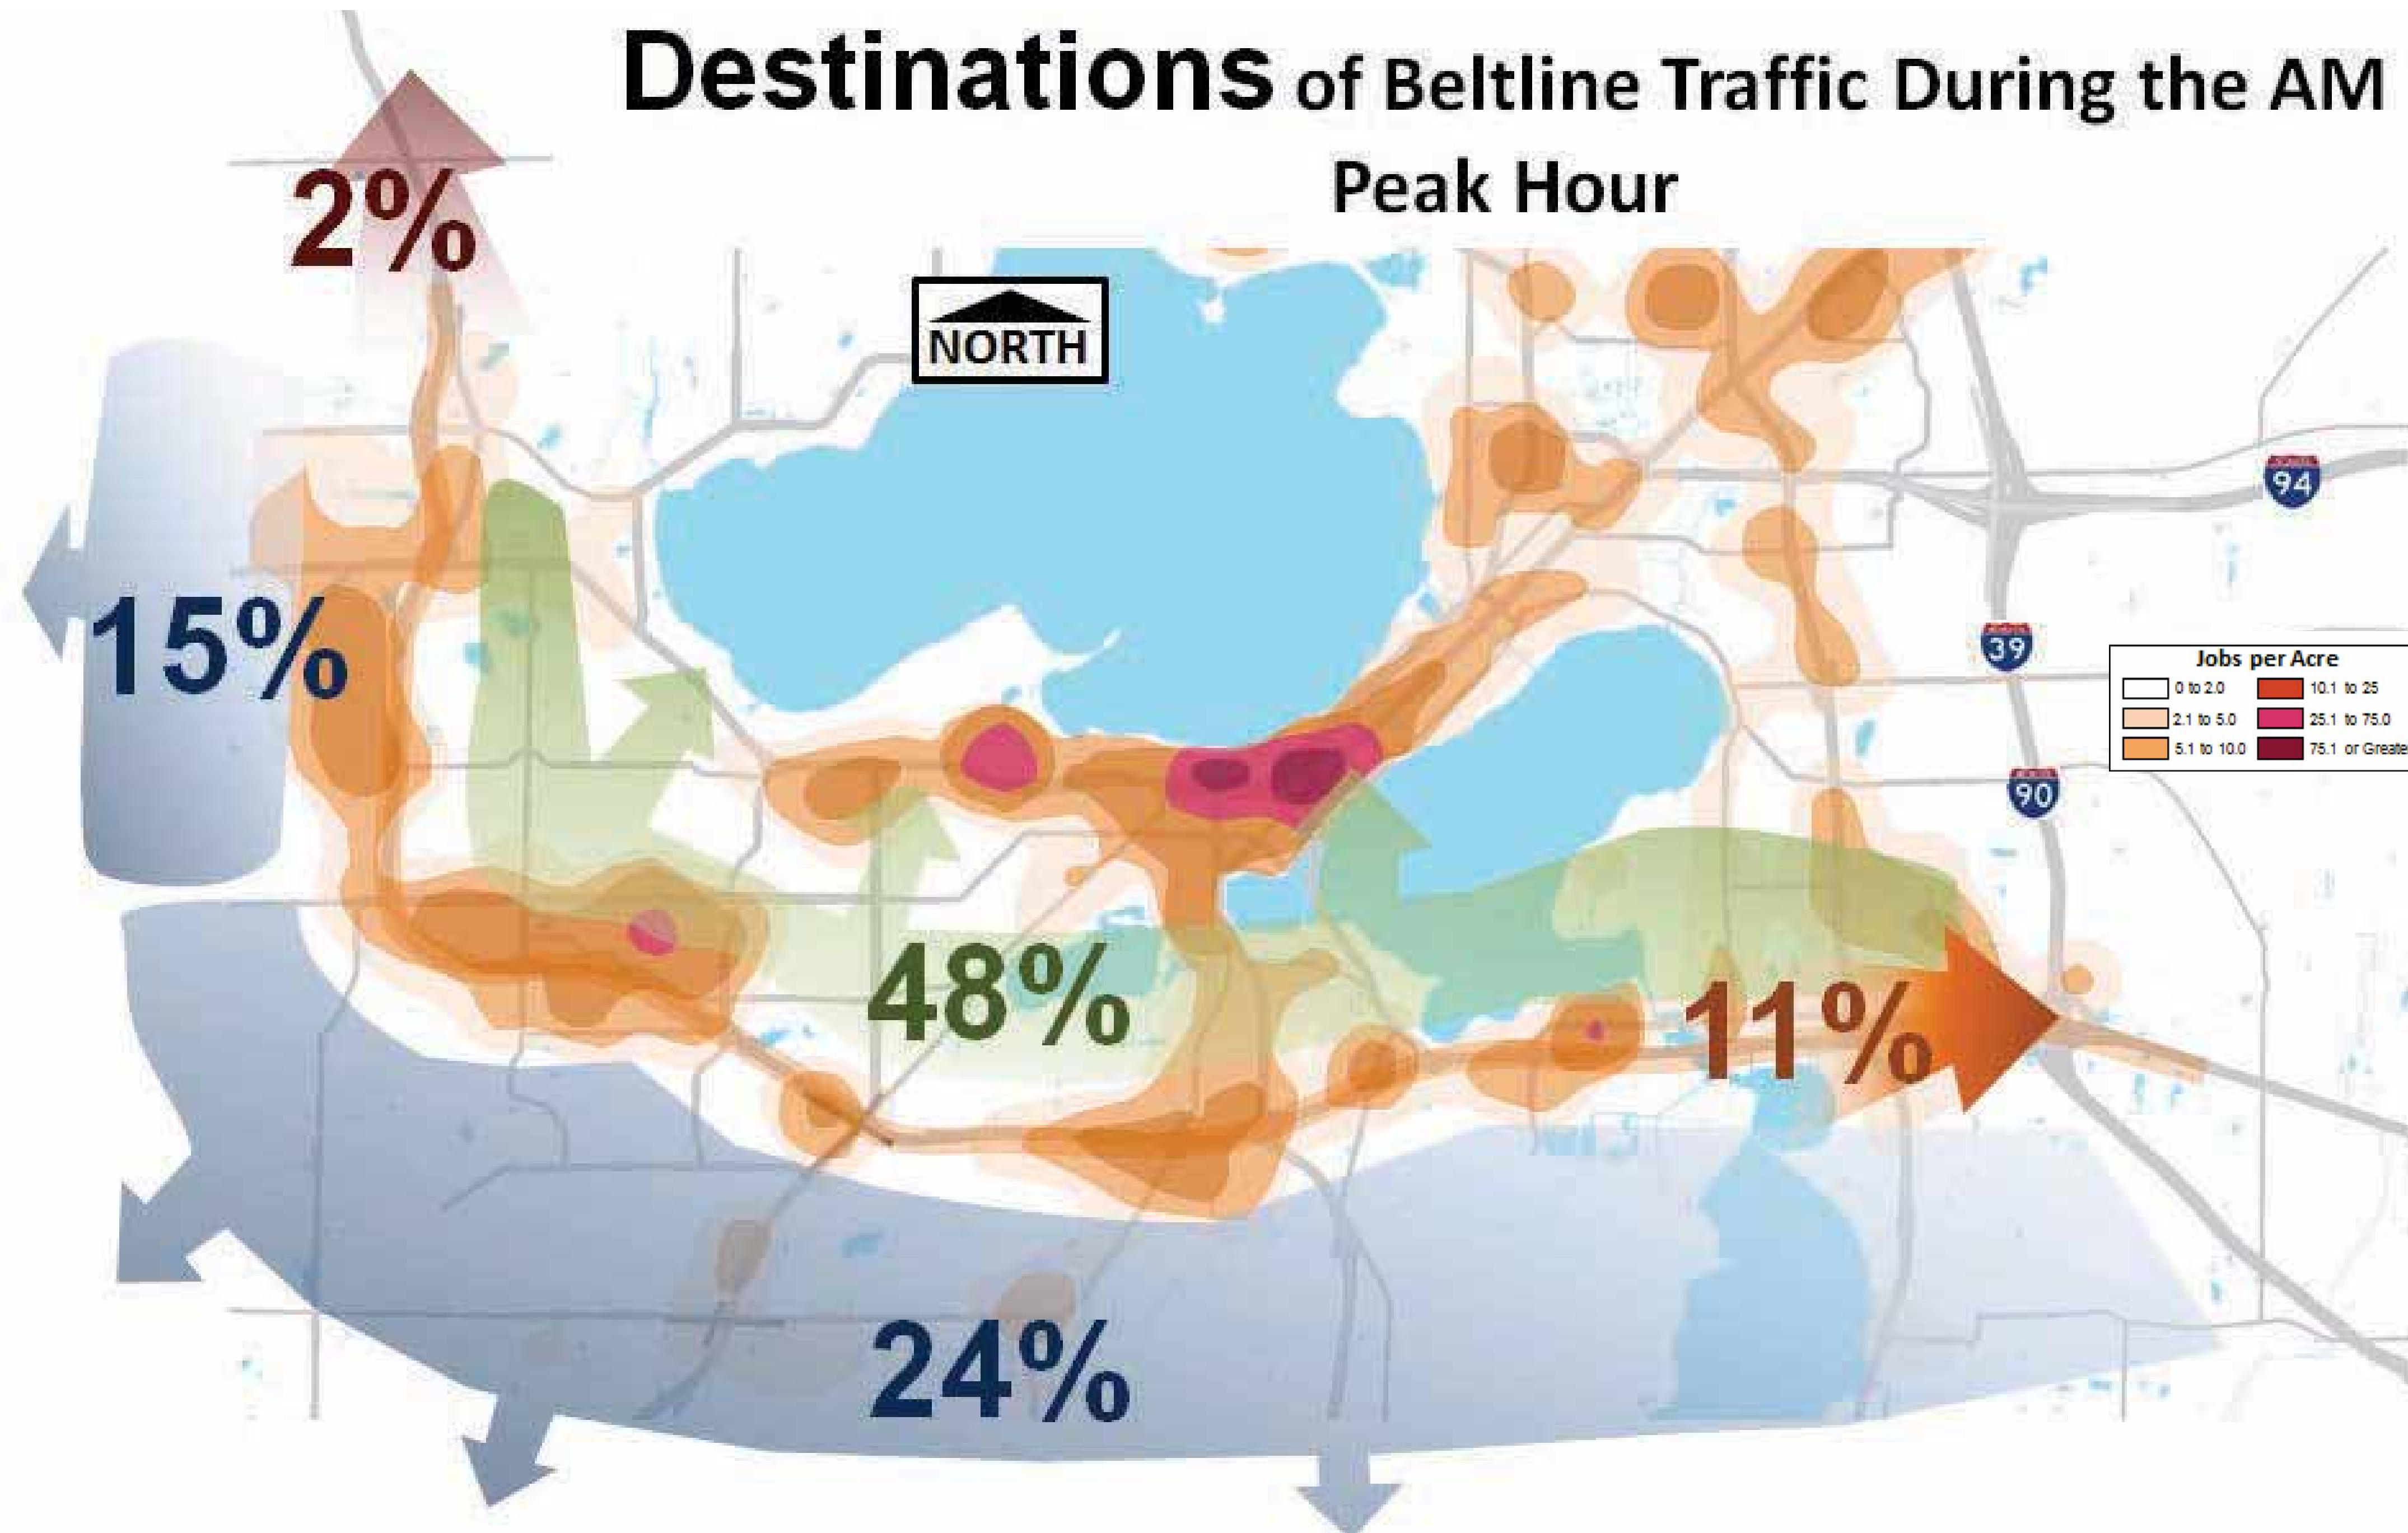 Destinations of Beltline Traffic During the AM
Peak Hour
2%
NORTH
94
15%
39
Jobs per Acre
0 to 2.0
10.1 to 25
2.1 to 5.0
25.1 to 75.0
5.1 to 10.0
75.1 or Greate
90
48%
11%
24%